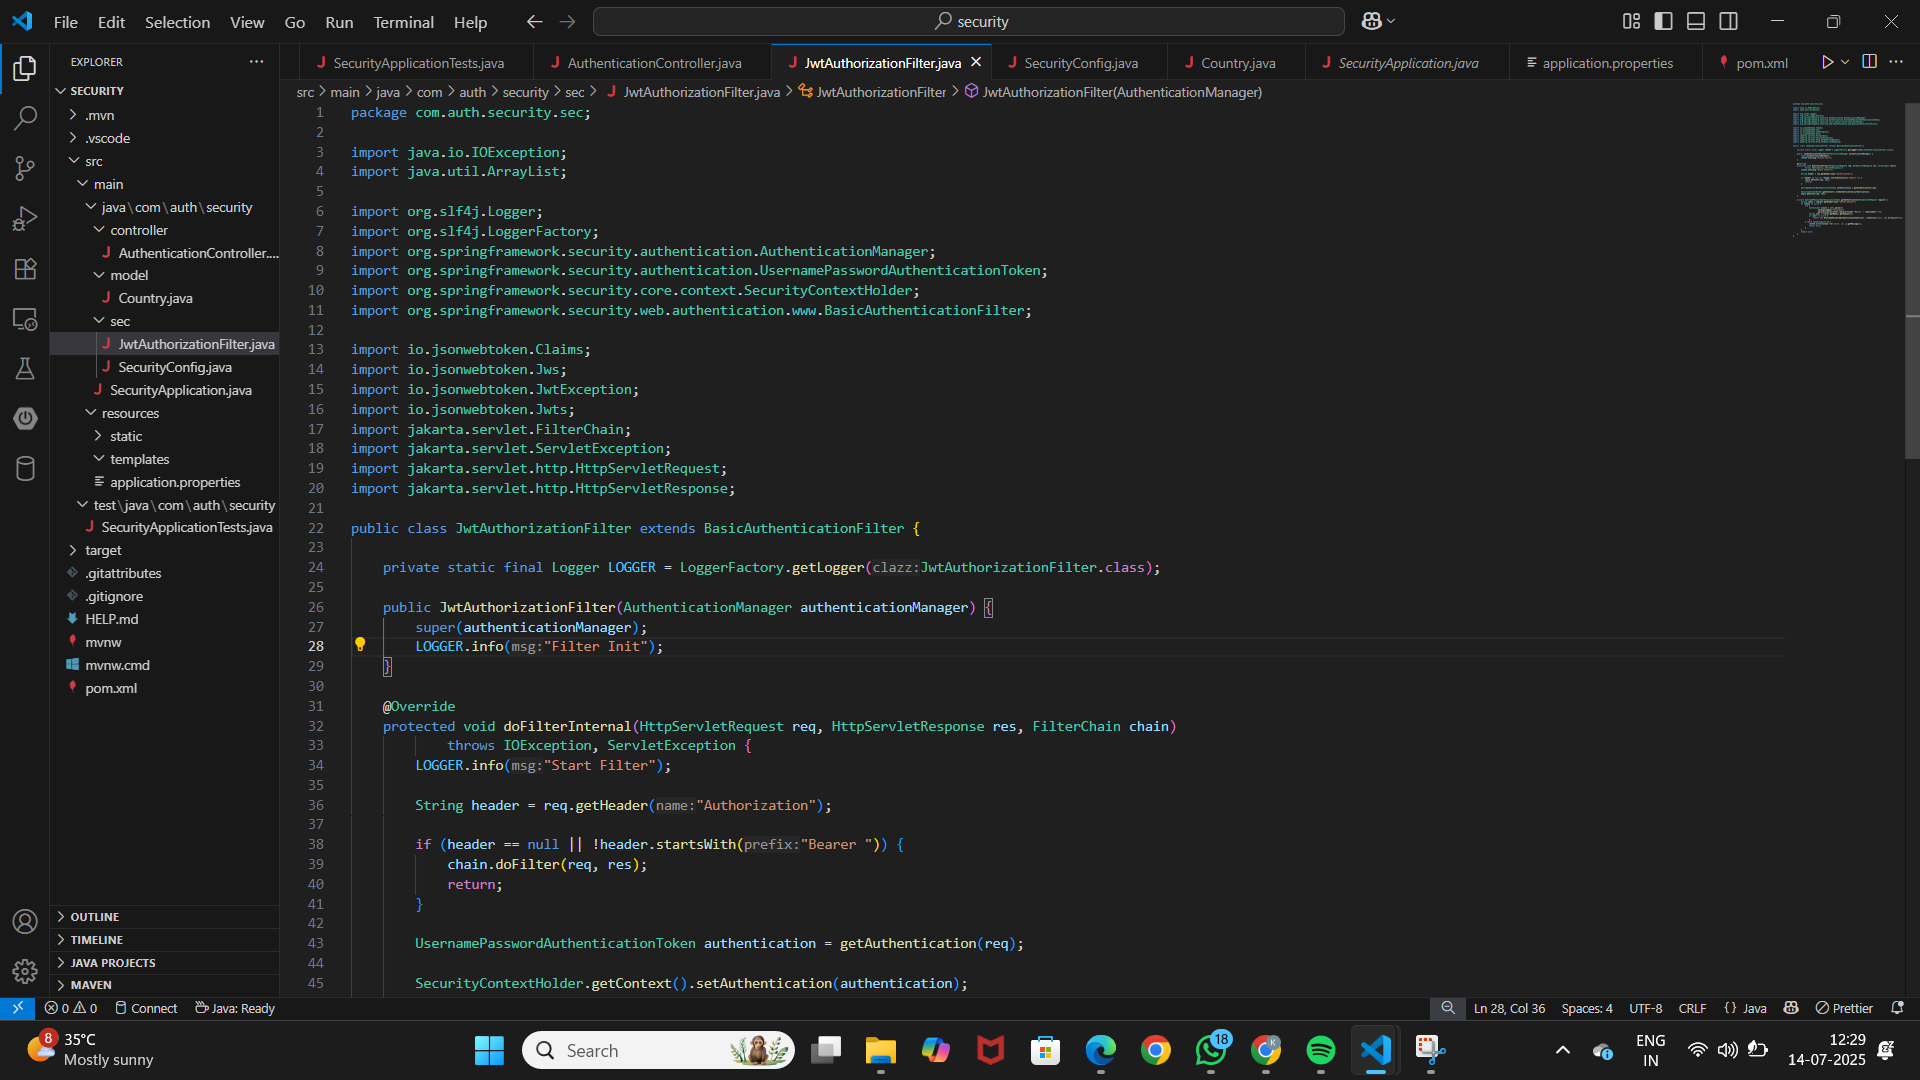 File Edit Selection View Go Run Terminal Help
security
EXPLORER
SecurityApplicationTests.java
AuthenticationController.java
JwtAuthorizationFilter.java
SecurityConfig.java
Country.java
SecurityApplication.java
application.properties
pom.xml
src > main > java > com > auth > security > sec > JwtAuthorizationFilter.java > JwtAuthorizationFilter > JwtAuthorizationFilter(AuthenticationManager)
SECURITY
.mvn
.vscode
src
main
java\com\auth\security
controller
AuthenticationController....
model
Country.java
sec
JwtAuthorizationFilter.java
SecurityConfig.java
SecurityApplication.java
resources
static
templates
application.properties
test\java\com\auth\security
SecurityApplicationTests.java
target
.gitattributes
.gitignore
HELP.md
mvnw
mvnw.cmd
pom.xml
OUTLINE
TIMELINE
JAVA PROJECTS
MAVEN
1 package com.auth.security.sec;
2
3 import java.io.IOException;
4 import java.util.ArrayList;
5
6 import org.slf4j.Logger;
7 import org.slf4j.LoggerFactory;
8 import org.springframework.security.authentication.AuthenticationManager;
9 import org.springframework.security.authentication.UsernamePasswordAuthenticationToken;
10 import org.springframework.security.core.context.SecurityContextHolder;
11 import org.springframework.security.web.authentication.www.BasicAuthenticationFilter;
12
13 import io.jsonwebtoken.Claims;
14 import io.jsonwebtoken.Jws;
15 import io.jsonwebtoken.JwtException;
16 import io.jsonwebtoken.Jwts;
17 import jakarta.servlet.FilterChain;
18 import jakarta.servlet.ServletException;
19 import jakarta.servlet.http.HttpServletRequest;
20 import jakarta.servlet.http.HttpServletResponse;
21
22 public class JwtAuthorizationFilter extends BasicAuthenticationFilter {
23
24 private static final Logger LOGGER = LoggerFactory.getLogger(clazz:JwtAuthorizationFilter.class);
25
26 public JwtAuthorizationFilter(AuthenticationManager authenticationManager) {
27 super(authenticationManager);
28 LOGGER.info(msg:"Filter Init");
29 }
30
31 @Override
32 protected void doFilterInternal(HttpServletRequest req, HttpServletResponse res, FilterChain chain)
33 throws IOException, ServletException {
34 LOGGER.info(msg:"Start Filter");
35
36 String header = req.getHeader(name:"Authorization");
37
38 if (header == null || !header.startsWith(prefix:"Bearer ")) {
39 chain.doFilter(req, res);
40 return;
41 }
42
43 UsernamePasswordAuthenticationToken authentication = getAuthentication(req);
44
45 SecurityContextHolder.getContext().setAuthentication(authentication);
0 0 Connect Java: Ready
Ln 28, Col 36 Spaces: 4 UTF-8 CRLF {} Java Prettier
8
35°C
Mostly sunny
Search
18
K
ENG
IN
12:29
14-07-2025